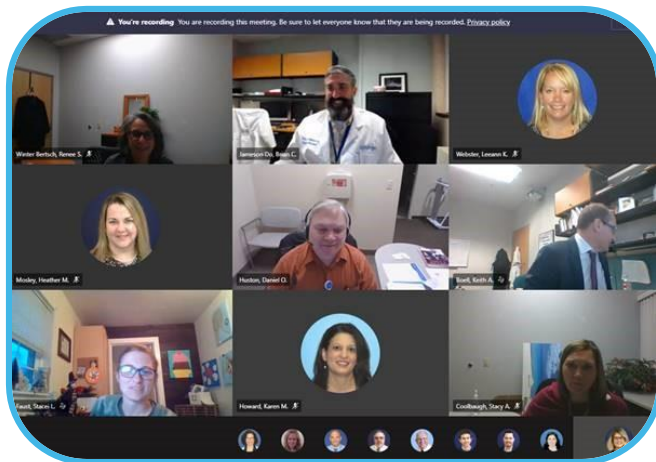 You're recording You are recording this meeting. Be sure to let everyone know that they are being recorded. Privacy policy
Winter Bertsch, Renee S.
Jameson Do, Brian C.
Webster, Leeann K.
Mosley, Heather M.
Huston, Daniel O.
Boell, Keith A.
Faust, Stacei L.
Howard, Karen M.
Coolbaugh, Stacy A.